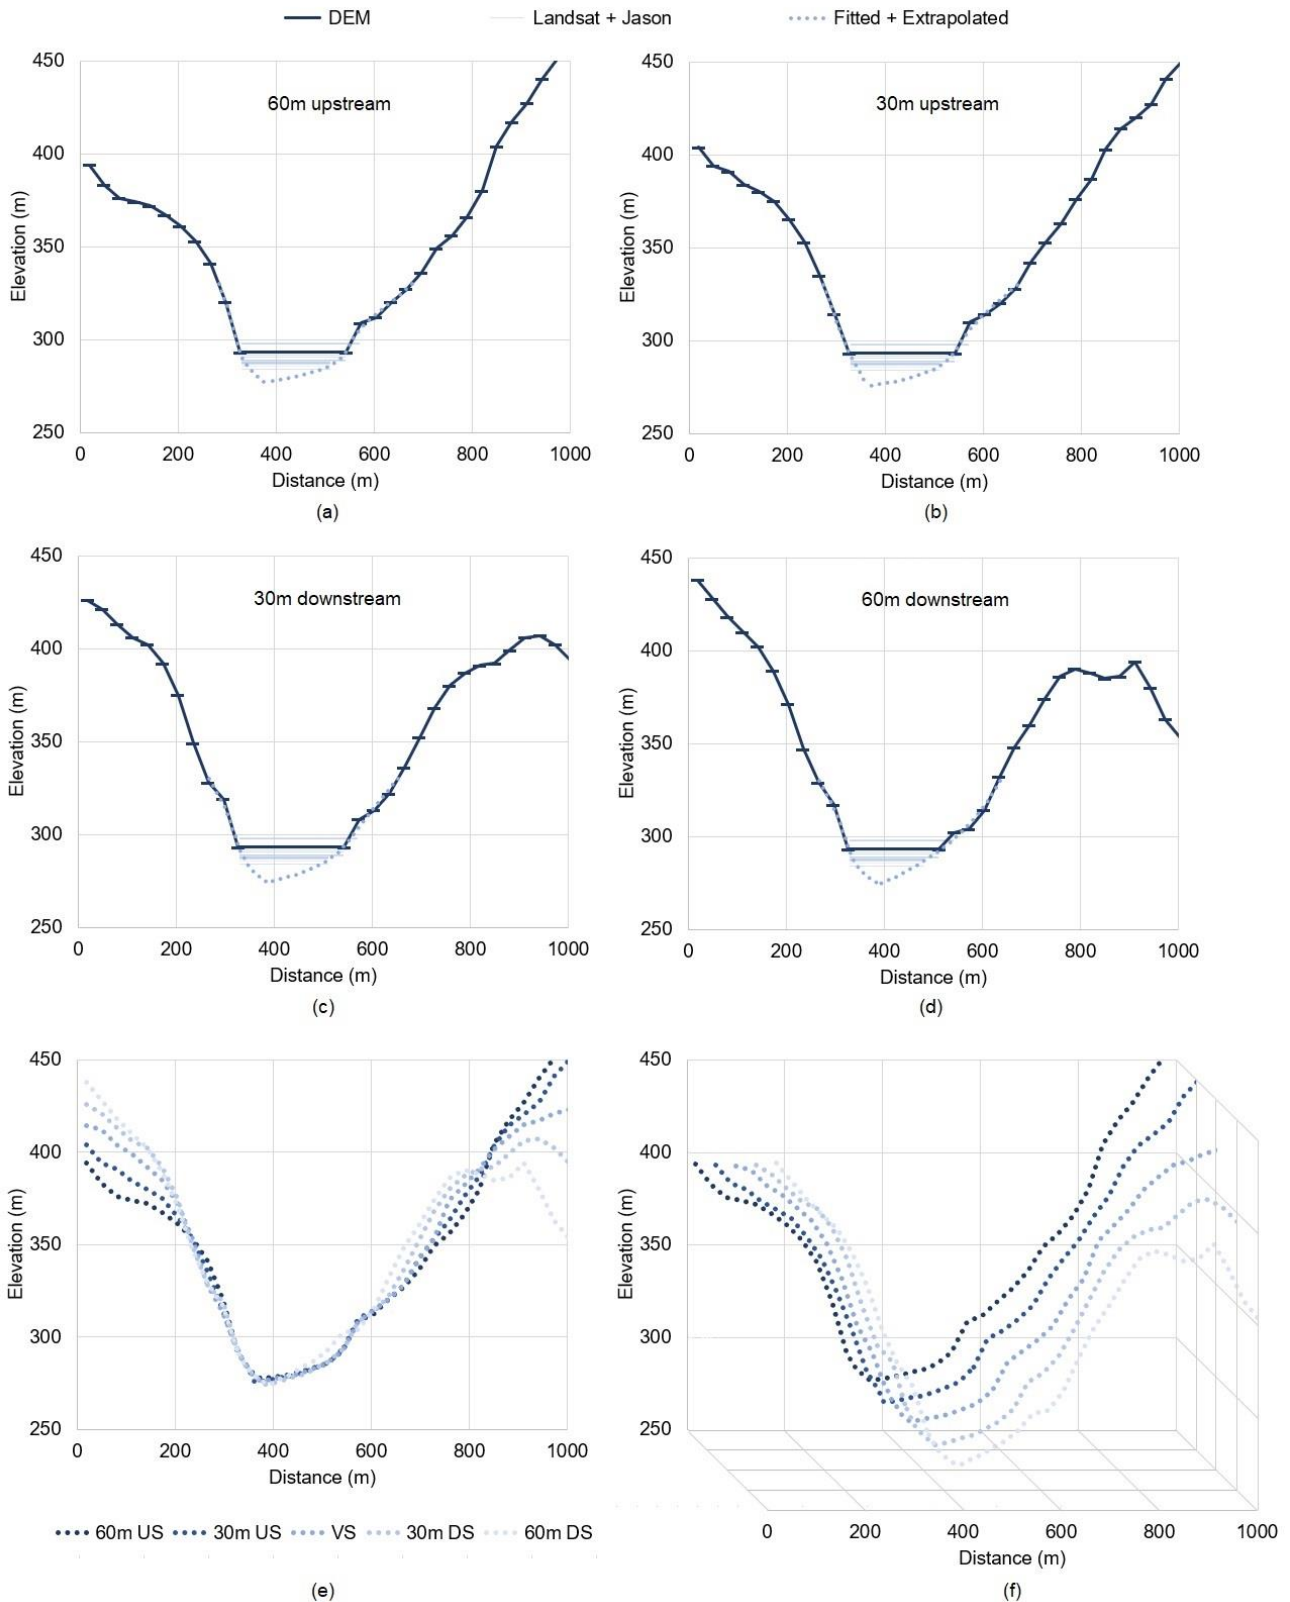 DEM Landsat + Jason Fitted + Extrapolated
450 450
60m upstream 30m upstream
400 400
350 350
300 300
250 250
Elevation (m) Elevation (m)
0 200 400 600 800 1000 0 200 400 600 800 1000
Distance (m) Distance (m)
(a) (b)
450 450
30m downstream 60m downstream
400 400
350 350
300 300
250 250
Elevation (m) Elevation (m)
0 200 400 600 800 1000 0 200 400 600 800 1000
Distance (m) Distance (m)
(c) (d)
450 450
400 400
350 350
300 300
250 250
Elevation (m) Elevation (m)
0 200 400 600 800 1000
Distance (m)
60m US 30m US VS 30m DS 60m DS
0 200 400 600 800 1000
Distance (m)
(e) (f)